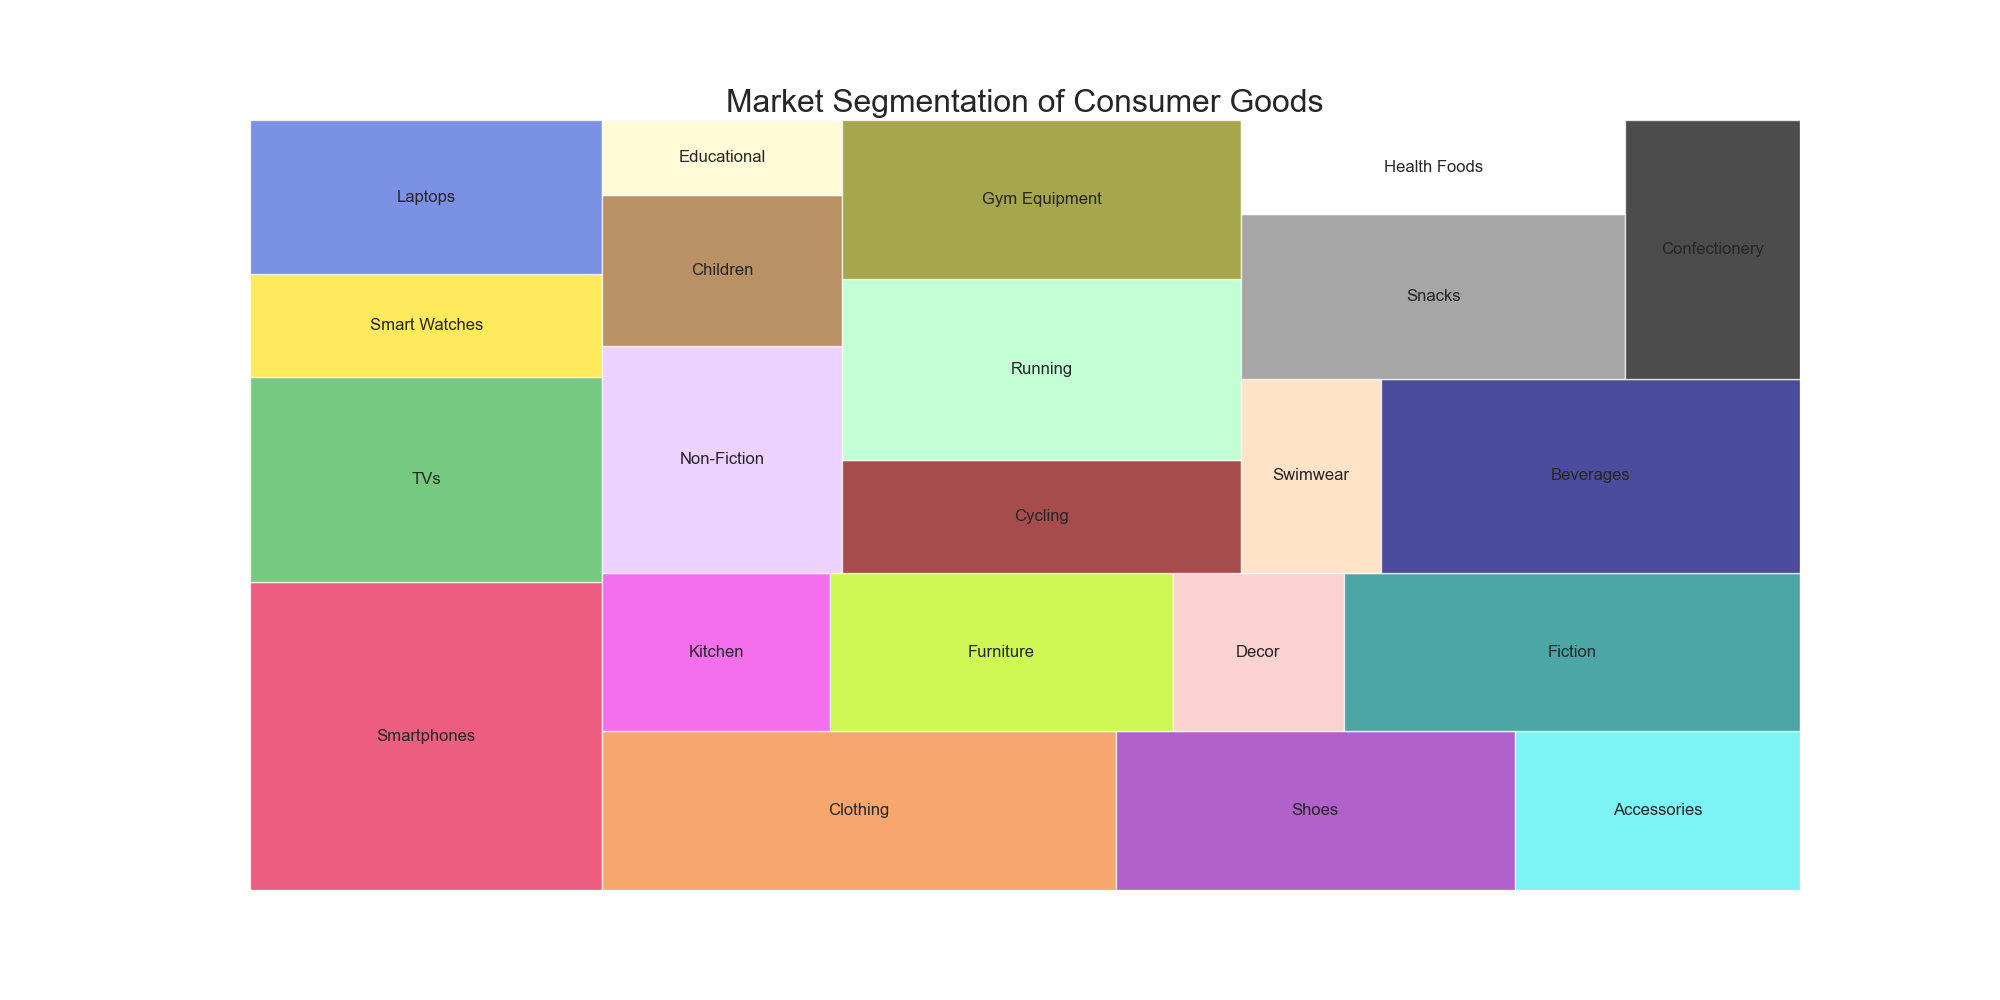 Market Segmentation of Consumer Goods
Laptops
Educational
Gym Equipment
Health Foods
Confectionery
Children
Snacks
Smart Watches
Running
TVs
Non-Fiction
Swimwear
Beverages
Cycling
Smartphones
Kitchen
Furniture
Decor
Fiction
Clothing
Shoes
Accessories